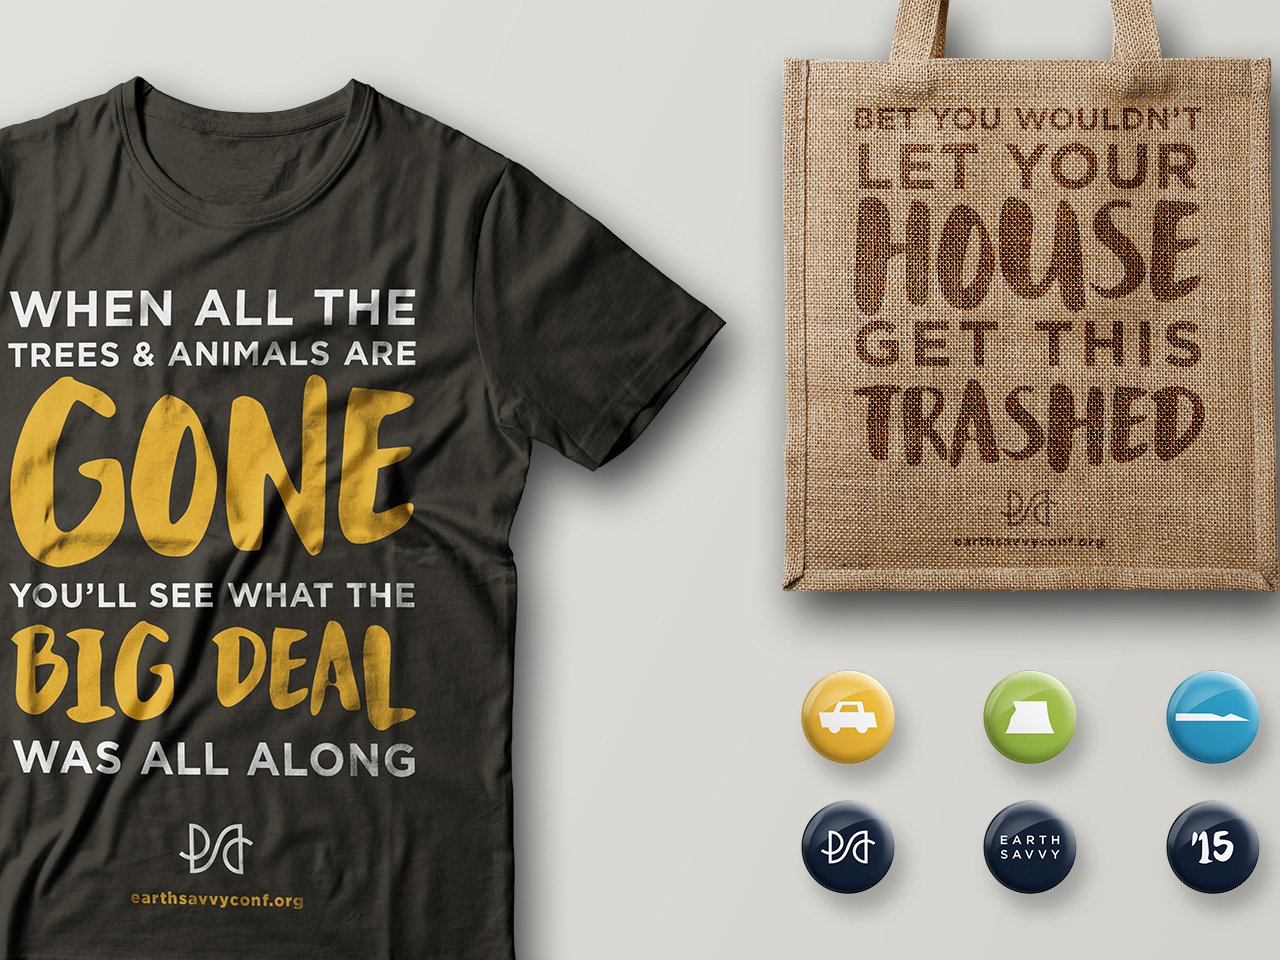 WHEN ALL THE
TREES & ANIMALS ARE
GONE
YOU'LL SEE WHAT THE
BIG DEAL
WAS ALL ALONG
earthsavvyconf.org
BET YOU WOULDN'T
LET YOUR
HOUSE
GET THIS
TRASHED
earthsavvyconf.org
EARTH
SAVVY
'15